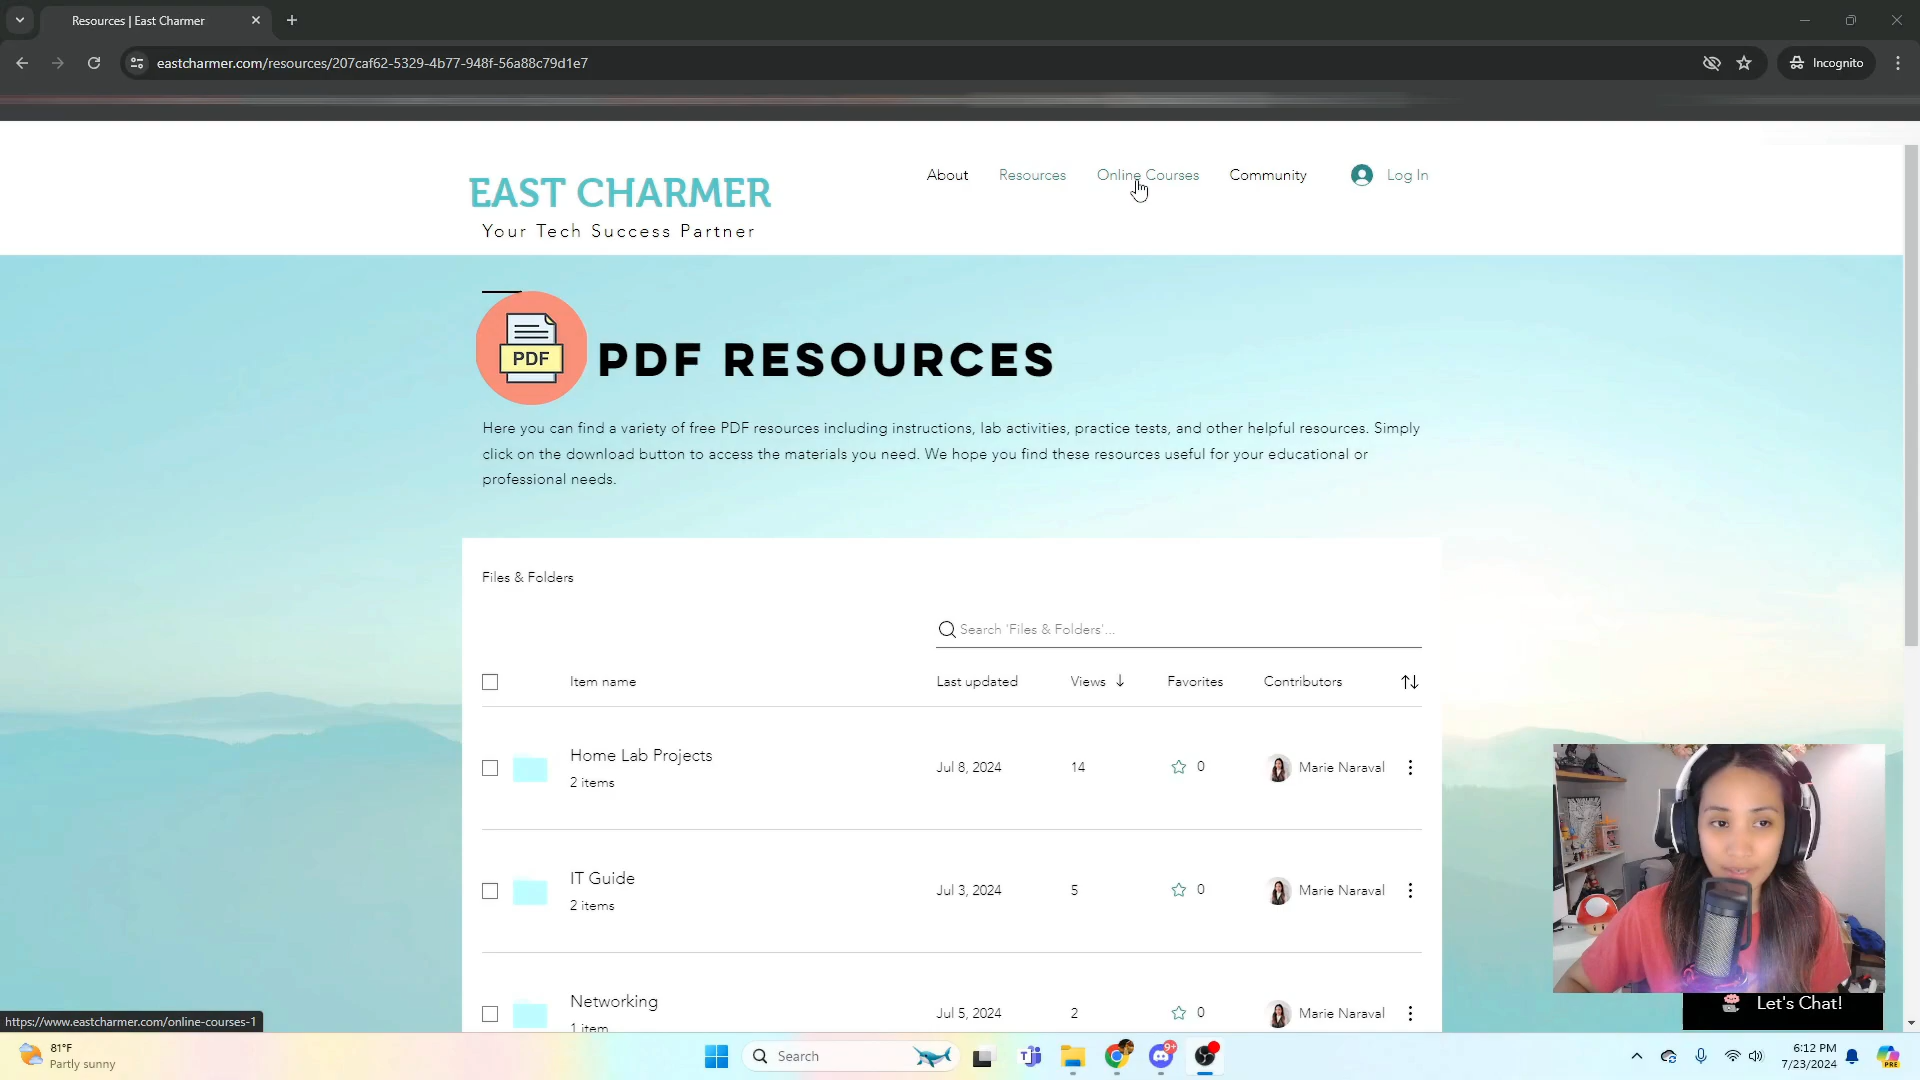 Resources | East Charmer
eastcharmer.com/resources/207caf62-5329-4b77-948f-56a88c79d1e7
Incognito
EAST CHARMER
Your Tech Success Partner
About
Resources
Online Courses
Community
Log In
PDF
PDF RESOURCES
Here you can find a variety of free PDF resources including instructions, lab activities, practice tests, and other helpful resources. Simply
click on the download button to access the materials you need. We hope you find these resources useful for your educational or
professional needs.
Files & Folders
Search 'Files & Folders'...
Item name Last updated Views Favorites Contributors
Home Lab Projects
2 items
Jul 8, 2024 14 0 Marie Naraval
IT Guide
2 items
Jul 3, 2024 5 0 Marie Naraval
Networking
1 item
Jul 5, 2024 2 0 Marie Naraval
Let's Chat!
https://www.eastcharmer.com/online-courses-1
81°F
Partly sunny
Search
9+
6:12 PM
7/23/2024
PRE